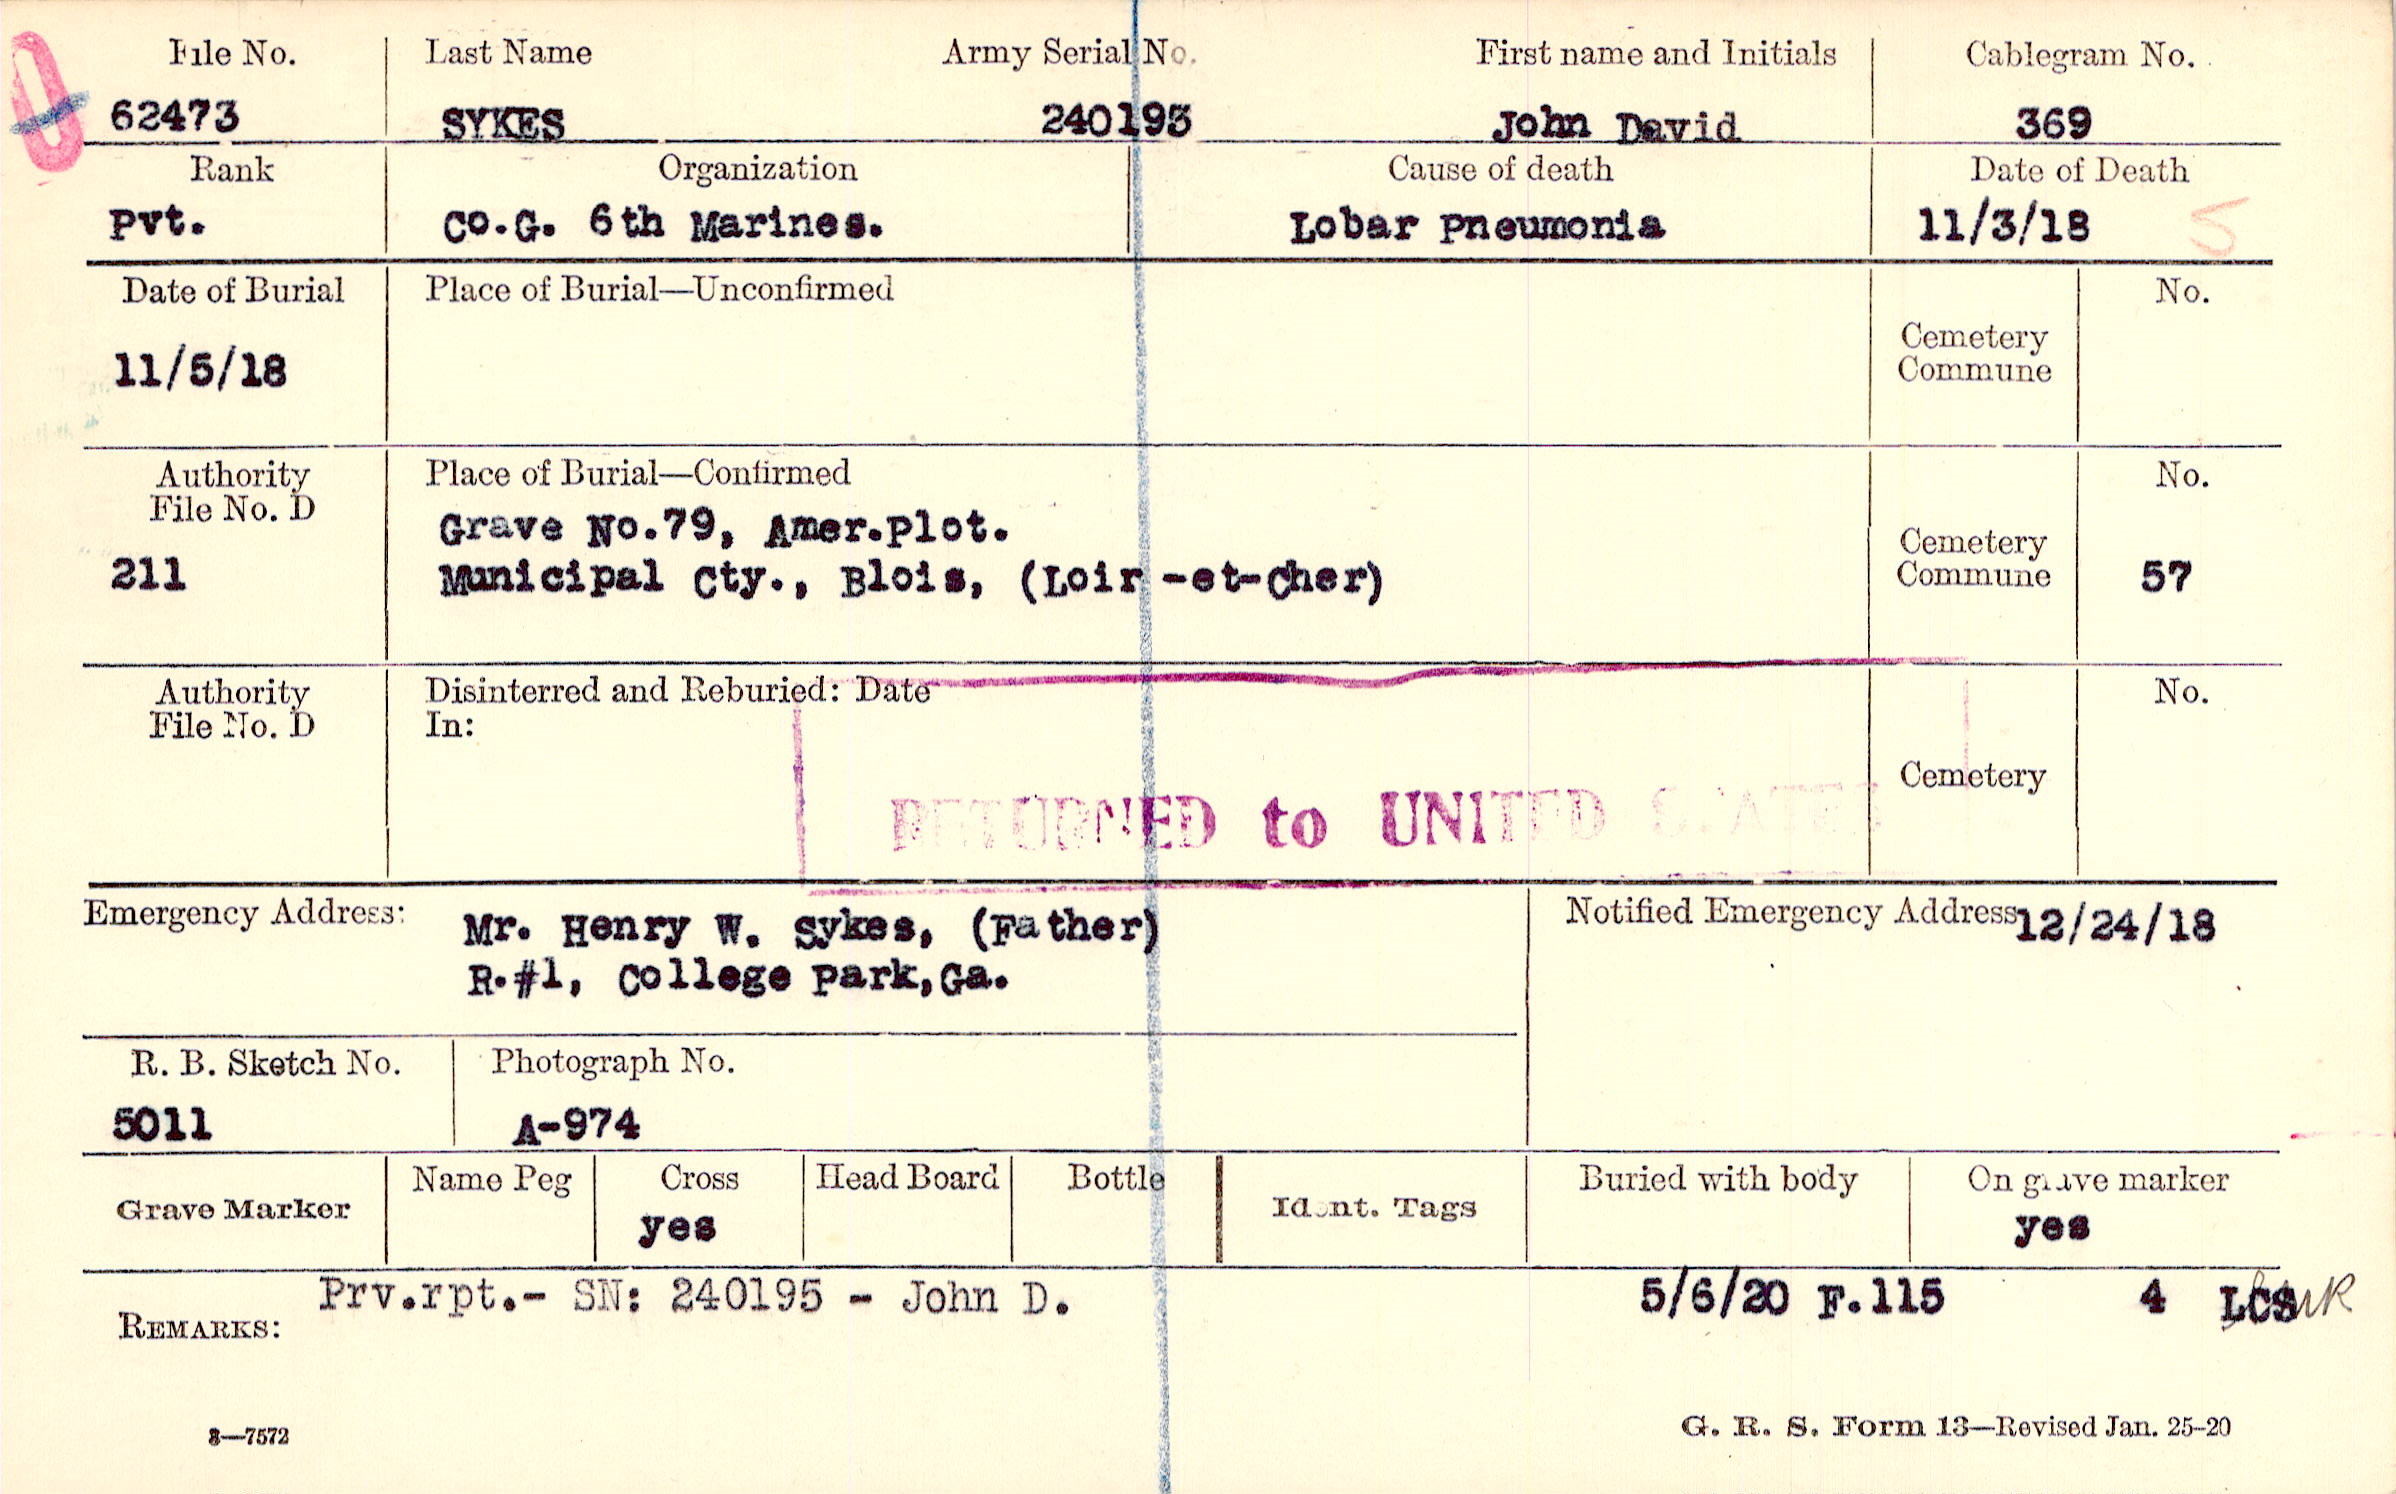 File No. Last Name Army Serial No. First name and Initials Cablegram No.
62473 SYKES 240193 John David 369
Rank Organization Cause of death Date of Death
Pvt. Co.G. 6th Marines. Lobar Pneumonia 11/3/18 S
Date of Burial Place of Burial—Unconfirmed No.
Cemetery
Commune
11/5/18
Authority Place of Burial—Confirmed No.
File No. D
Grave No.79, Amer.Plot.
Cemetery
211 Municipal Cty., Blois, (Loir -et-Cher) Commune 57
Authority Disinterred and Reburied: Date No.
File No. D In:
Cemetery
RETURNED to UNITED STATES
Emergency Address: Mr. Henry W. Sykes, (Father) Notified Emergency Address 12/24/18
R.#1, College Park,Ga.
R. B. Sketch No. Photograph No.
5011 A-974
Grave Marker Name Peg Cross Head Board Bottle Ident. Tags Buried with body On grave marker
yes yes
Prv.rpt.- SN: 240195 - John D. 5/6/20 F.115 4 LCS
REMARKS:
3—7572 G. R. S. Form 13—Revised Jan. 25-20